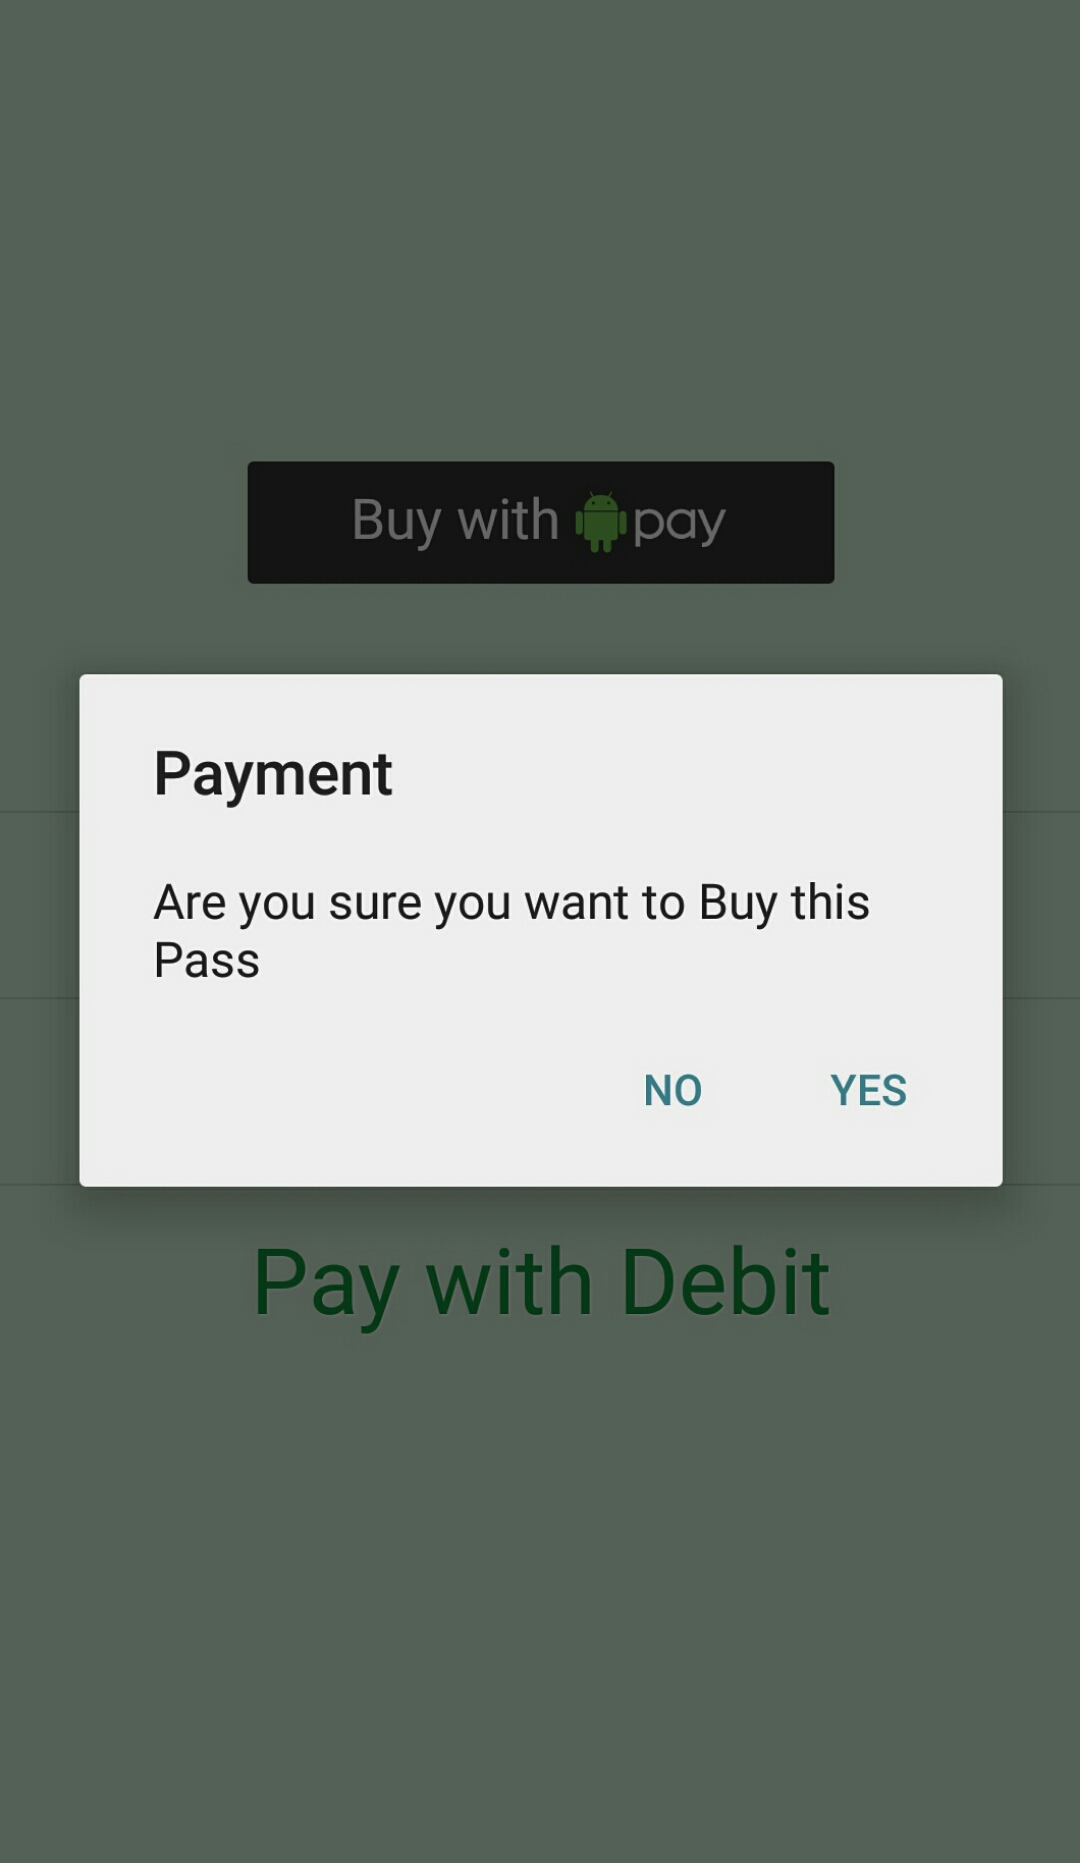 Buy with pay
Payment
Are you sure you want to Buy this
Pass
NO YES
Pay with Debit